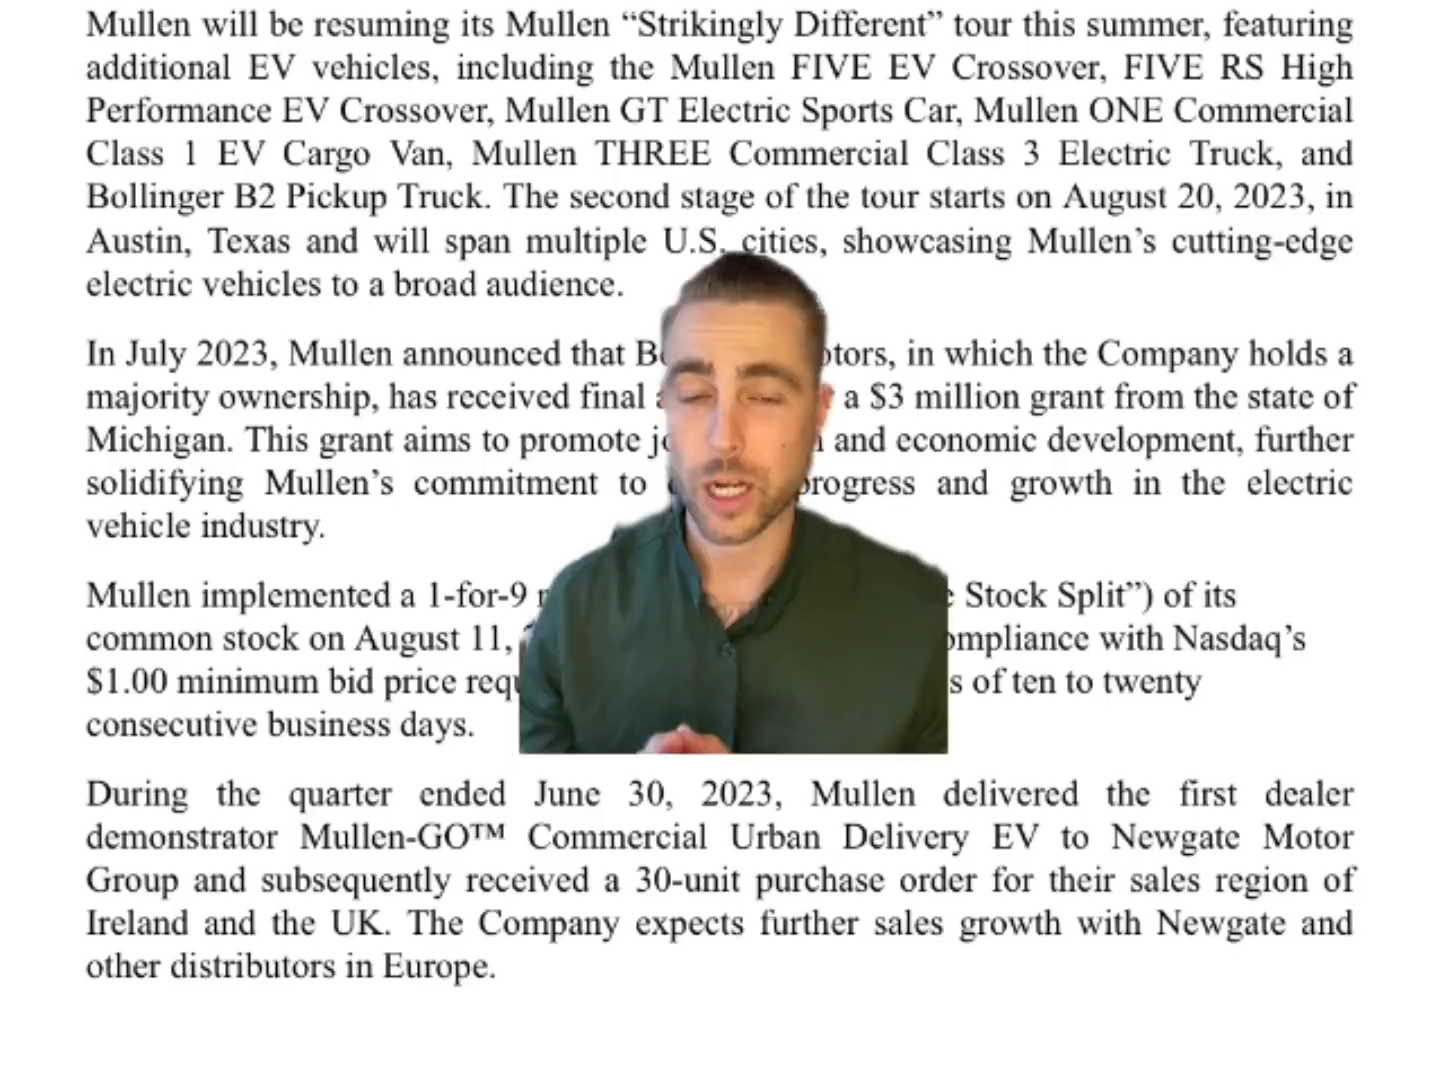 Mullen will be resuming its Mullen “Strikingly Different” tour this summer, featuring
additional EV vehicles, including the Mullen FIVE EV Crossover, FIVE RS High
Performance EV Crossover, Mullen GT Electric Sports Car, Mullen ONE Commercial
Class 1 EV Cargo Van, Mullen THREE Commercial Class 3 Electric Truck, and
Bollinger B2 Pickup Truck. The second stage of the tour starts on August 20, 2023, in
Austin, Texas and will span multiple U.S. cities, showcasing Mullen’s cutting-edge
electric vehicles to a broad audience.
In July 2023, Mullen announced that in which the Company holds a
majority ownership, has received final a $3 million grant from the state of
Michigan. This grant aims to promote and economic development, further
solidifying Mullen’s commitment to progress and growth in the electric
vehicle industry.
Mullen implemented a 1-for-9 Stock Split”) of its
common stock on August 11, with Nasdaq’s
$1.00 minimum bid price of ten to twenty
consecutive business days.
During the quarter ended June 30, 2023, Mullen delivered the first dealer
demonstrator Mullen-GO™ Commercial Urban Delivery EV to Newgate Motor
Group and subsequently received a 30-unit purchase order for their sales region of
Ireland and the UK. The Company expects further sales growth with Newgate and
other distributors in Europe.